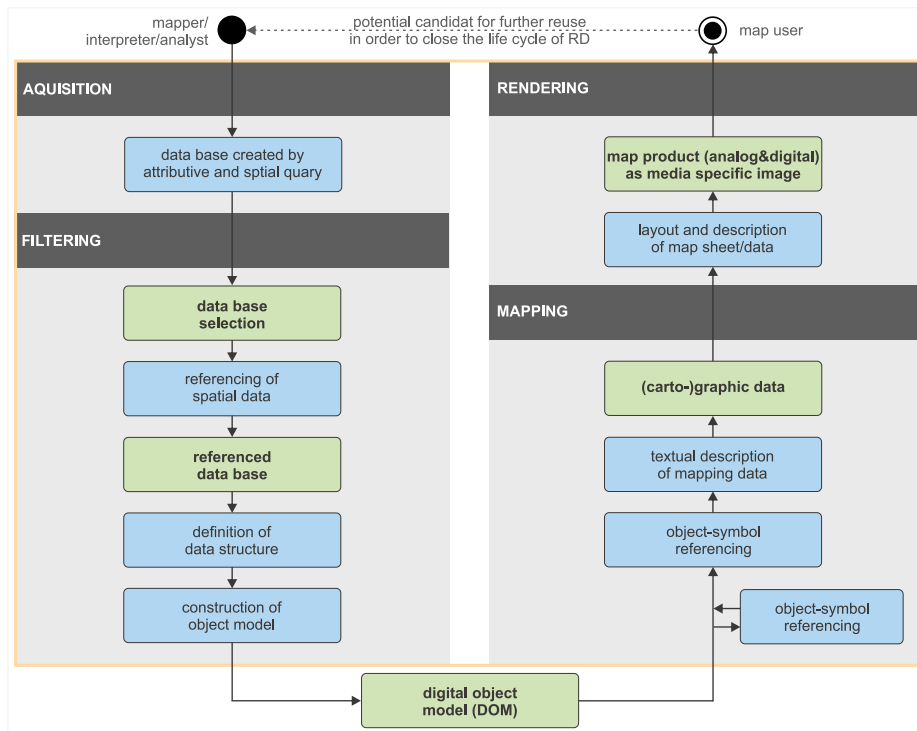 mapper/
interpreter/analyst
potential candidat for further reuse
in order to close the life cycle of RD
map user
AQUISITION
data base created by
attributive and sptial quary
FILTERING
data base
selection
referencing of
spatial data
referenced
data base
definition of
data structure
construction of
object model
digital object
model (DOM)
RENDERING
map product (analog&digital)
as media specific image
layout and description
of map sheet/data
MAPPING
(carto-)graphic data
textual description
of mapping data
object-symbol
referencing
object-symbol
referencing